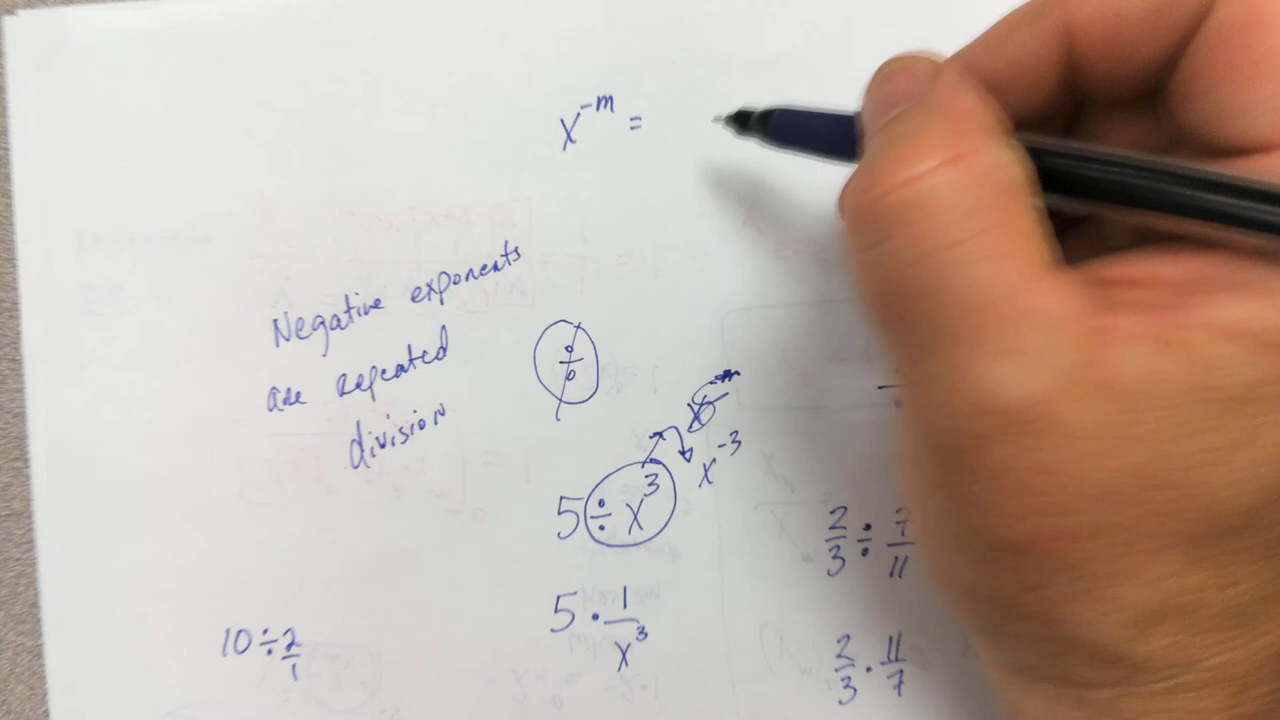 x^{-m} =
Negative exponents
are repeated
division
÷
x^{-3}
5 ÷ x^3
5 · 1/x^3
10 ÷ 2/1
2/3 ÷ 7/11
2/3 · 11/7